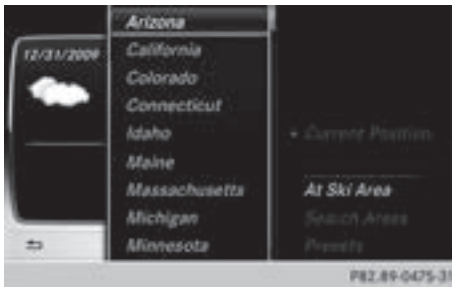 12/31/2009
Arizona
California
Colorado
Connecticut
Idaho
Maine
Massachusetts
Michigan
Minnesota
Current Position
At Ski Area
Search Areas
Presets
P82.89-0475-31